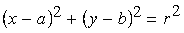 (x − a)² + (y − b)² = r²